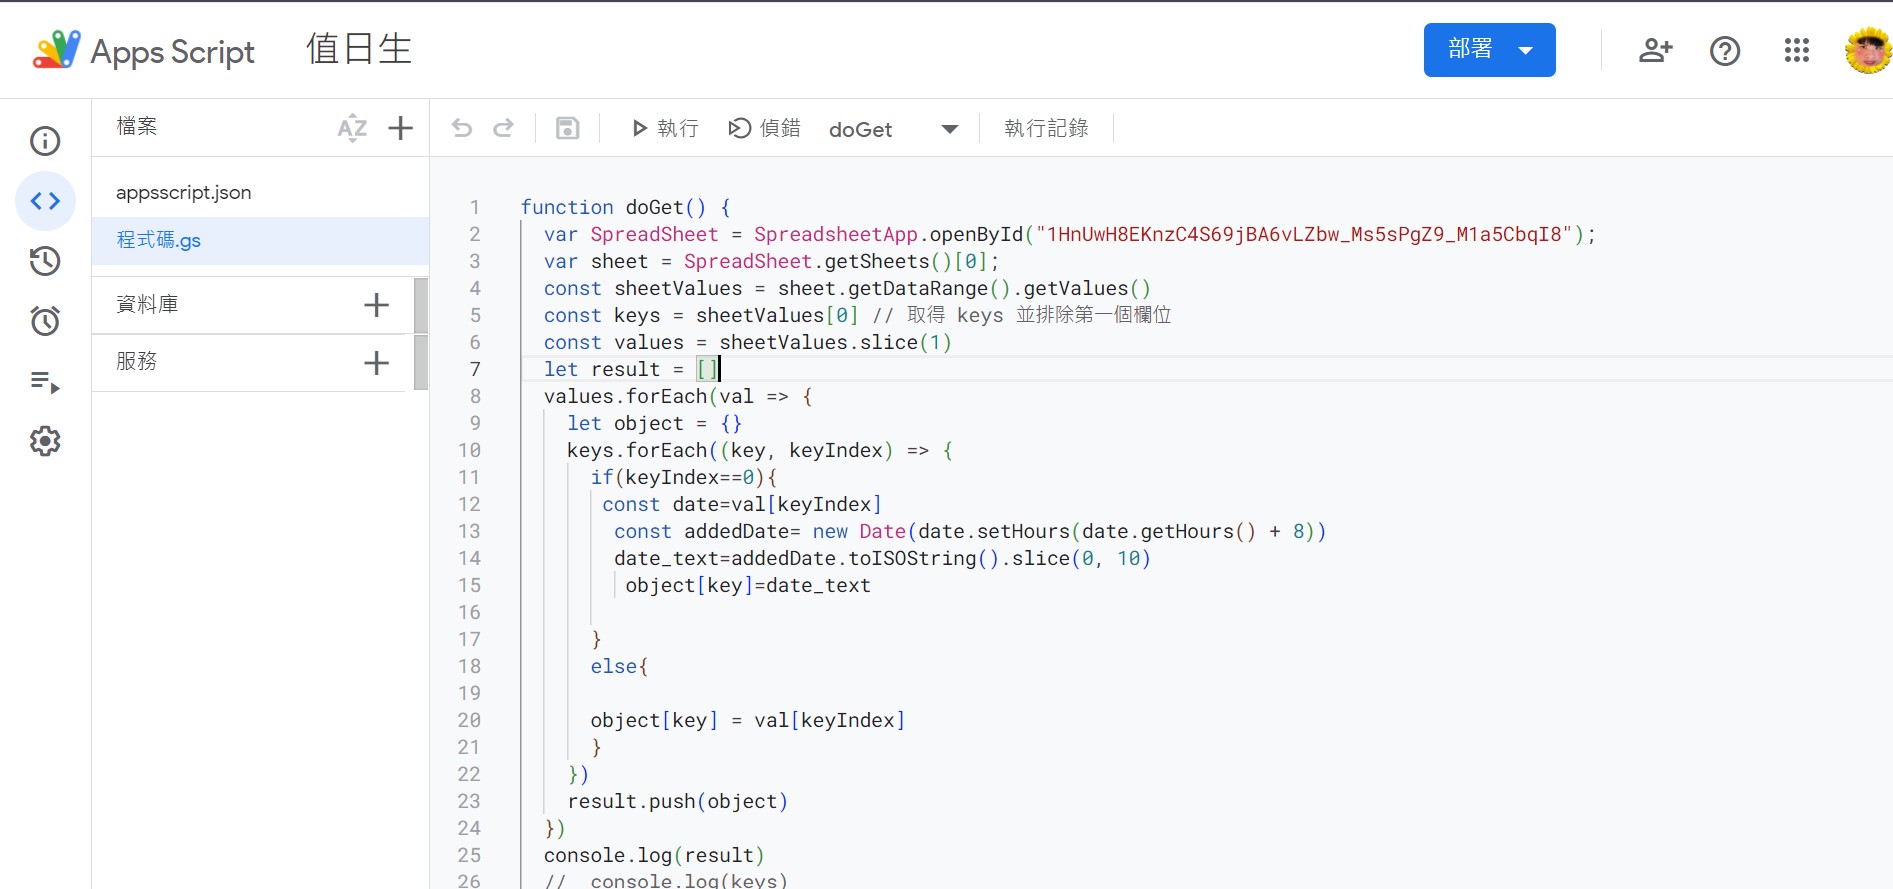 Apps Script 值日生 部署
檔案
appsscript.json
程式碼.gs
資料庫
服務
執行 偵錯 doGet 執行記錄
1 function doGet() {
2 var SpreadSheet = SpreadsheetApp.openById("1HnUwH8EKnzC4S69jBA6vLZbw_Ms5sPgZ9_M1a5CbqI8");
3 var sheet = SpreadSheet.getSheets()[0];
4 const sheetValues = sheet.getDataRange().getValues()
5 const keys = sheetValues[0] // 取得 keys 並排除第一個欄位
6 const values = sheetValues.slice(1)
7 let result = []
8 values.forEach(val => {
9 let object = {}
10 keys.forEach((key, keyIndex) => {
11 if(keyIndex==0){
12 const date=val[keyIndex]
13 const addedDate= new Date(date.setHours(date.getHours() + 8))
14 date_text=addedDate.toISOString().slice(0, 10)
15 object[key]=date_text
16
17 }
18 else{
19
20 object[key] = val[keyIndex]
21 }
22 })
23 result.push(object)
24 })
25 console.log(result)
26 // console.log(keys)